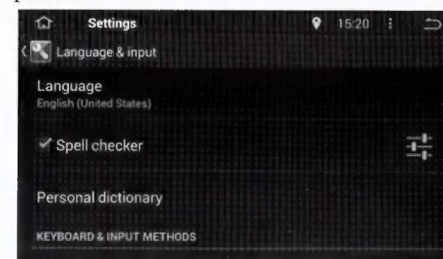 Settings 15:20
Language & input
Language
English (United States)
Spell checker
Personal dictionary
KEYBOARD & INPUT METHODS